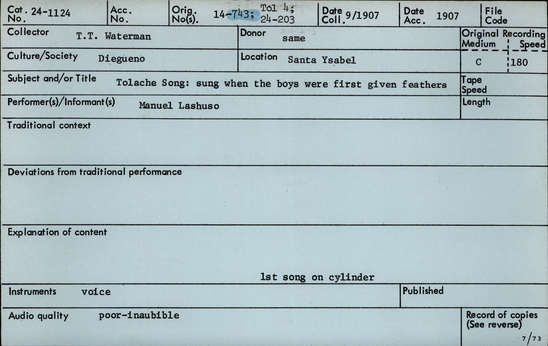 Cat. 24-1124 Acc. Orig. 14-743; Tol 4; Date 9/1907 Date 1907 File
No. No. No(s). 24-203 Coll. Acc. Code
Collector T.T. Waterman Donor same Original Recording
Medium Speed
Culture/Society Diegueno Location Santa Ysabel C 180
Subject and/or Title Tolache Song: sung when the boys were first given feathers Tape
Speed
Performer(s)/Informant(s) Manuel Lashuso Length
Traditional context
Deviations from traditional performance
Explanation of content
1st song on cylinder
Instruments voice Published
Audio quality poor-inaubible Record of copies
(See reverse)
7/73